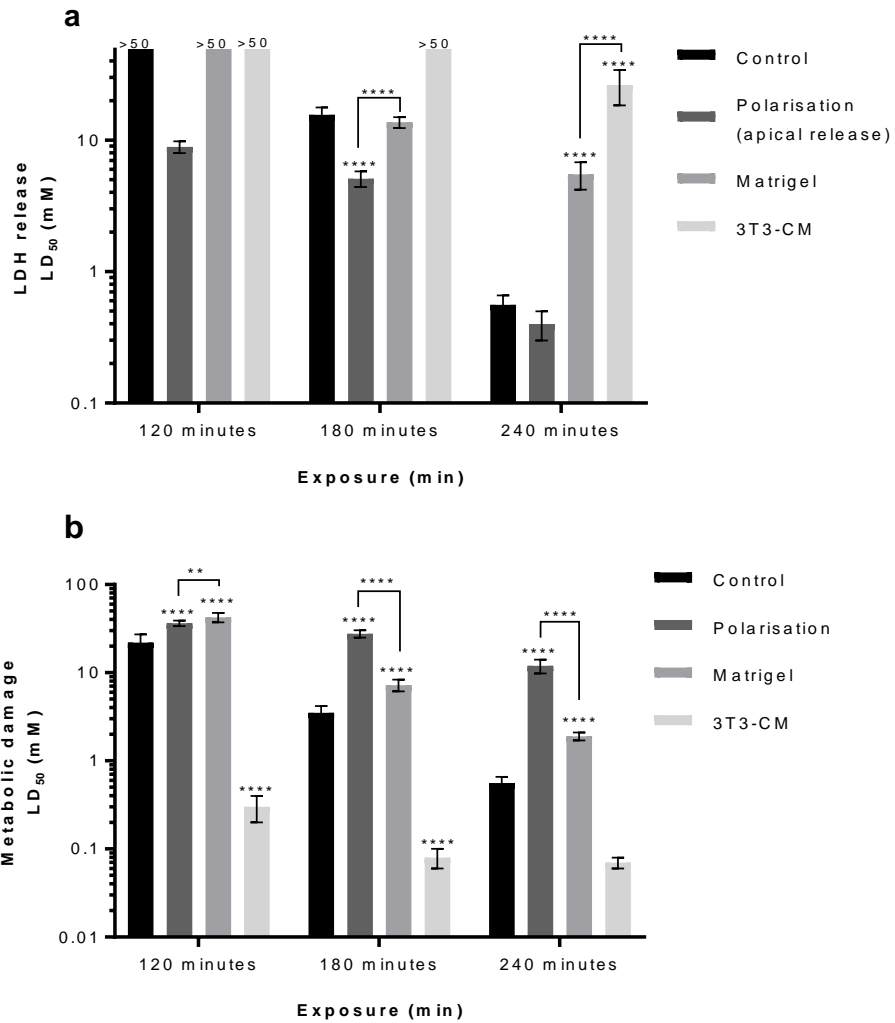 a
>50
>50 >50
>50
****
****
****
****
****
10
1
0.1
LDH release
LD50 (mM)
120 minutes
180 minutes
240 minutes
Exposure (min)
Control
Polarisation
(apical release)
Matrigel
3T3-CM
b
**
****
****
****
****
****
****
****
****
****
****
100
10
1
0.1
0.01
Metabolic damage
LD50 (mM)
120 minutes
180 minutes
240 minutes
Exposure (min)
Control
Polarisation
Matrigel
3T3-CM